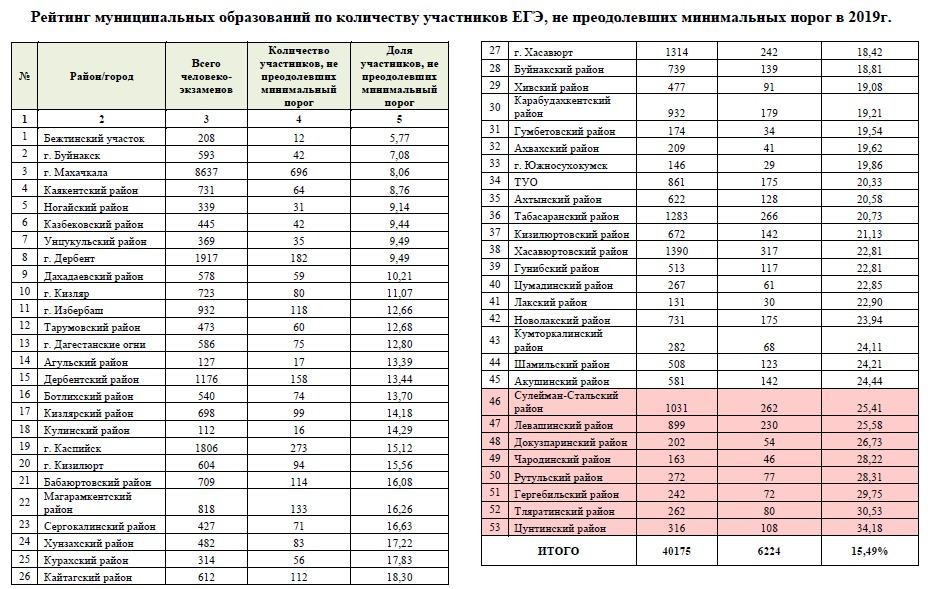 Рейтинг муниципальных образований по количеству участников ЕГЭ, не преодолевших минимальных порог в 2019г.
№ Район/город Всего человеко-экзаменов Количество участников, не преодолевших минимальный порог Доля участников, не преодолевших минимальный порог
1 2 3 4 5
1 Бежтинский участок 208 12 5,77
2 г. Буйнакск 593 42 7,08
3 г. Махачкала 8637 696 8,06
4 Каякентский район 731 64 8,76
5 Ногайский район 339 31 9,14
6 Казбековский район 445 42 9,44
7 Унцукульский район 369 35 9,49
8 г. Дербент 1917 182 9,49
9 Дахадаевский район 578 59 10,21
10 г. Кизляр 723 80 11,07
11 г. Избербаш 932 118 12,66
12 Тарумовский район 473 60 12,68
13 г. Дагестанские огни 586 75 12,80
14 Агульский район 127 17 13,39
15 Дербентский район 1176 158 13,44
16 Ботлихский район 540 74 13,70
17 Кизлярский район 698 99 14,18
18 Кулинский район 112 16 14,29
19 г. Каспийск 1806 273 15,12
20 г. Кизилюрт 604 94 15,56
21 Бабаюртовский район 709 114 16,08
22 Магарамкентский район 818 133 16,26
23 Сергокалинский район 427 71 16,63
24 Хунзахский район 482 83 17,22
25 Курахский район 314 56 17,83
26 Кайтагский район 612 112 18,30
27 г. Хасавюрт 1314 242 18,42
28 Буйнакский район 739 139 18,81
29 Хивский район 477 91 19,08
30 Карабудахкентский район 932 179 19,21
31 Гумбетовский район 174 34 19,54
32 Ахвахский район 209 41 19,62
33 г. Южносухокумск 146 29 19,86
34 ТУО 861 175 20,33
35 Ахтынский район 622 128 20,58
36 Табасаранский район 1283 266 20,73
37 Кизилюртовский район 672 142 21,13
38 Хасавюртовский район 1390 317 22,81
39 Гунибский район 513 117 22,81
40 Цумадинский район 267 61 22,85
41 Лакский район 131 30 22,90
42 Новолакский район 731 175 23,94
43 Кумторкалинский район 282 68 24,11
44 Шамильский район 508 123 24,21
45 Акушинский район 581 142 24,44
46 Сулейман-Стальский район 1031 262 25,41
47 Левашинский район 899 230 25,58
48 Докузпаринский район 202 54 26,73
49 Чародинский район 163 46 28,22
50 Рутульский район 272 77 28,31
51 Гергебильский район 242 72 29,75
52 Тляратинский район 262 80 30,53
53 Цунтинский район 316 108 34,18
ИТОГО 40175 6224 15,49%